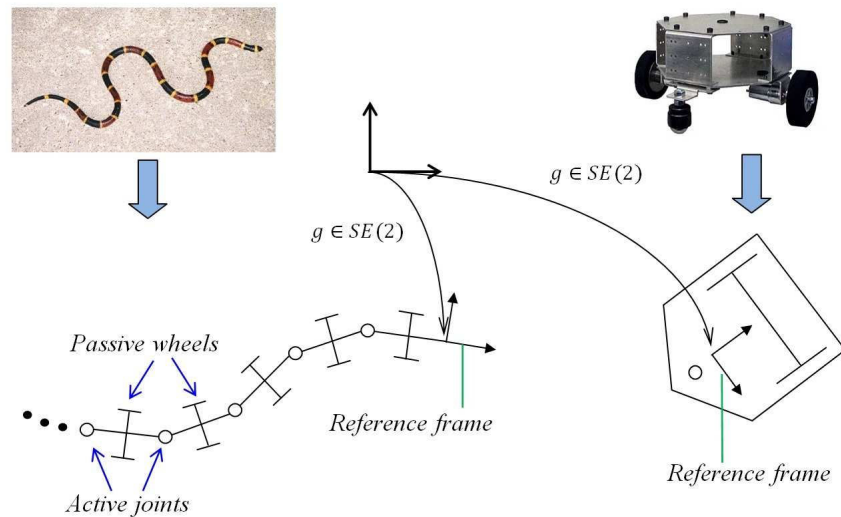 g ∈ SE(2)
g ∈ SE(2)
Passive wheels
Reference frame
Reference frame
Active joints